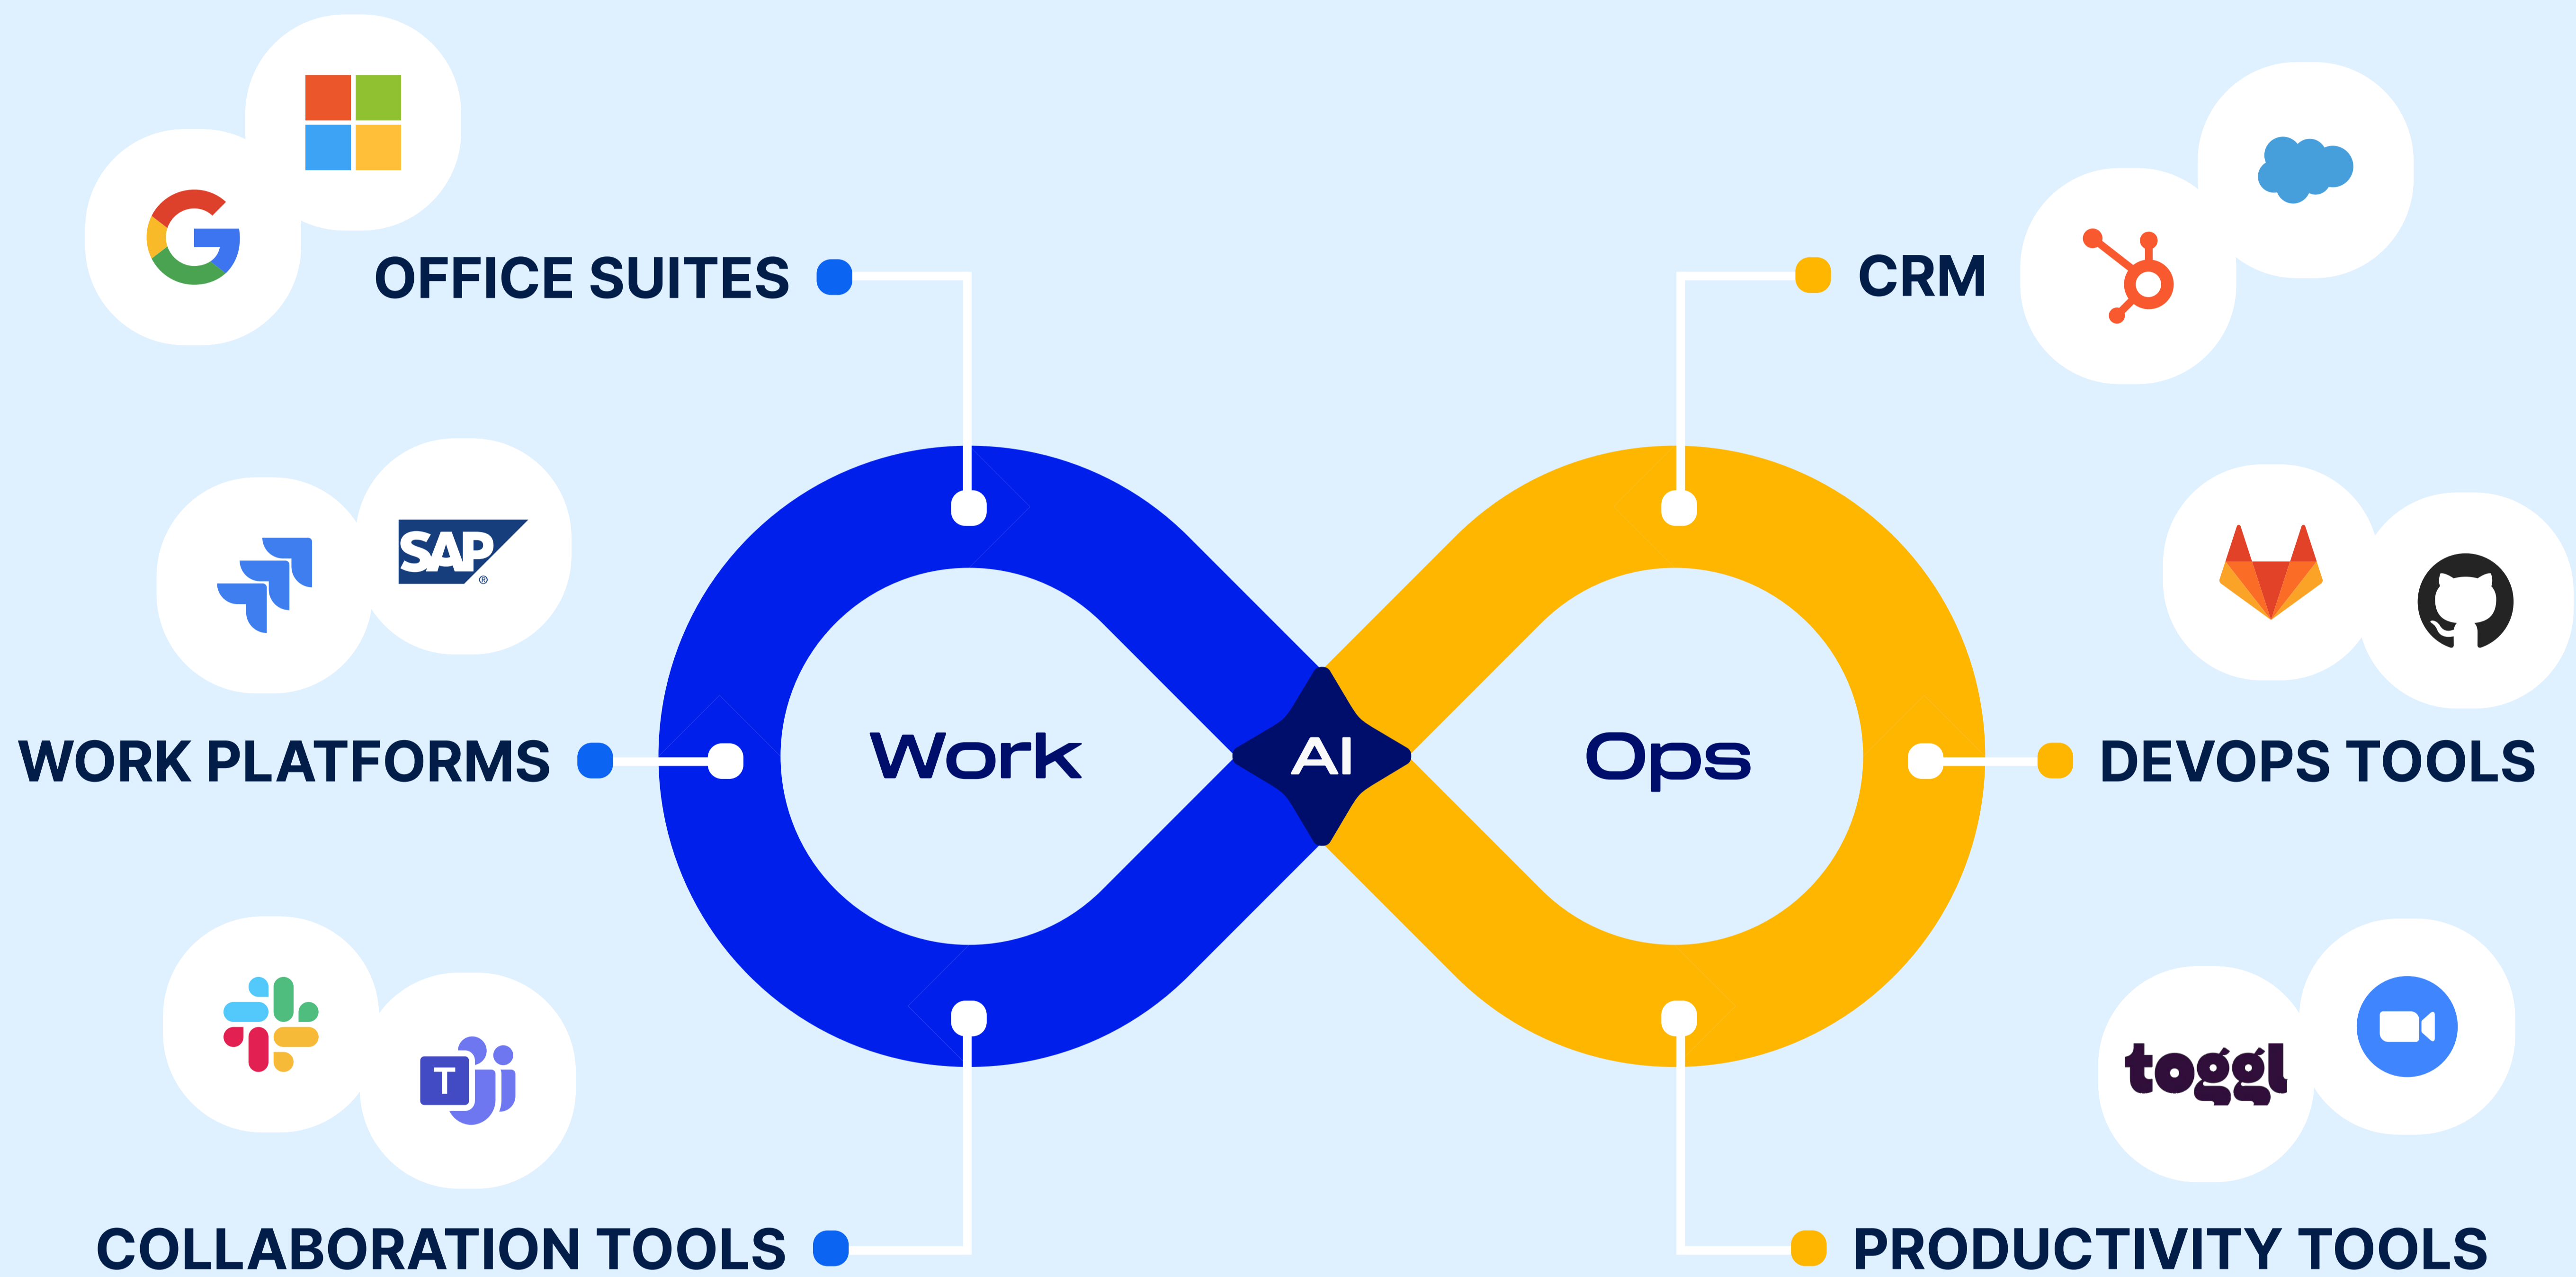 OFFICE SUITES
CRM
SAP
®
WORK PLATFORMS
Work
AI
Ops
DEVOPS TOOLS
T
toggl
COLLABORATION TOOLS
PRODUCTIVITY TOOLS